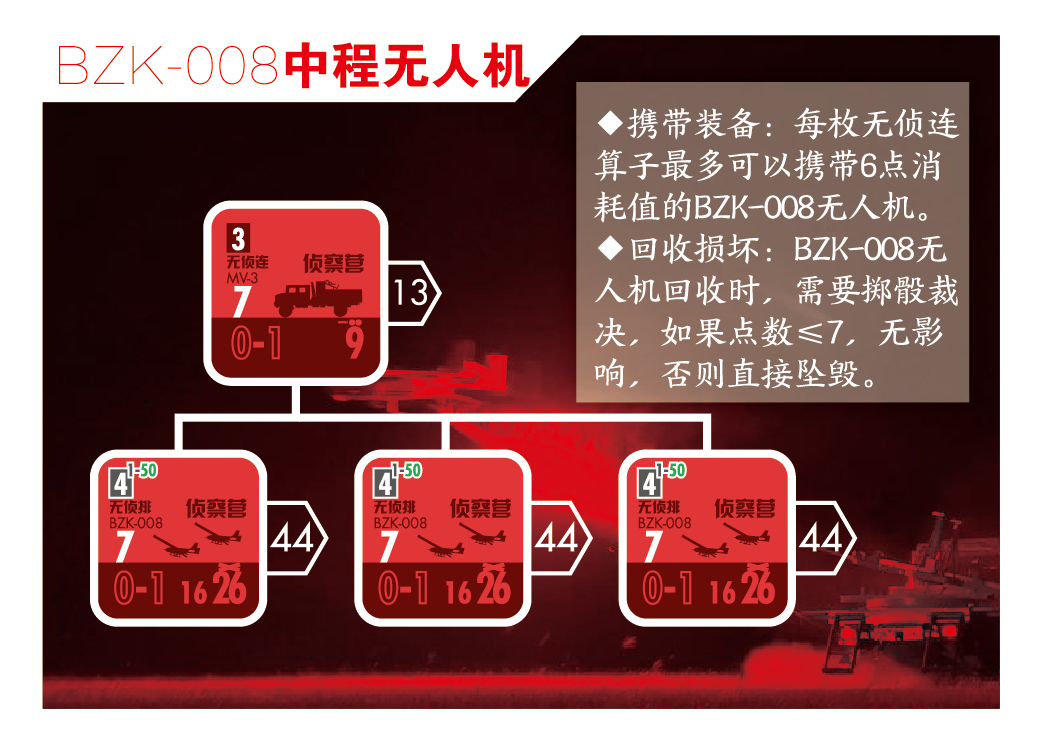 BZK-008中程无人机
◆携带装备：每枚无侦连
算子最多可以携带6点消
耗值的BZK-008无人机。
◆回收损坏：BZK-008无
人机回收时，需要掷骰裁
决，如果点数≤7，无影
响，否则直接坠毁。
3
无侦连 侦察营
MV-3
7
13
0-1 9
1-50
4
无侦排 侦察营
BZK-008
7
44
0-1 16 26
1-50
4
无侦排 侦察营
BZK-008
7
44
0-1 16 26
1-50
4
无侦排 侦察营
BZK-008
7
44
0-1 16 26